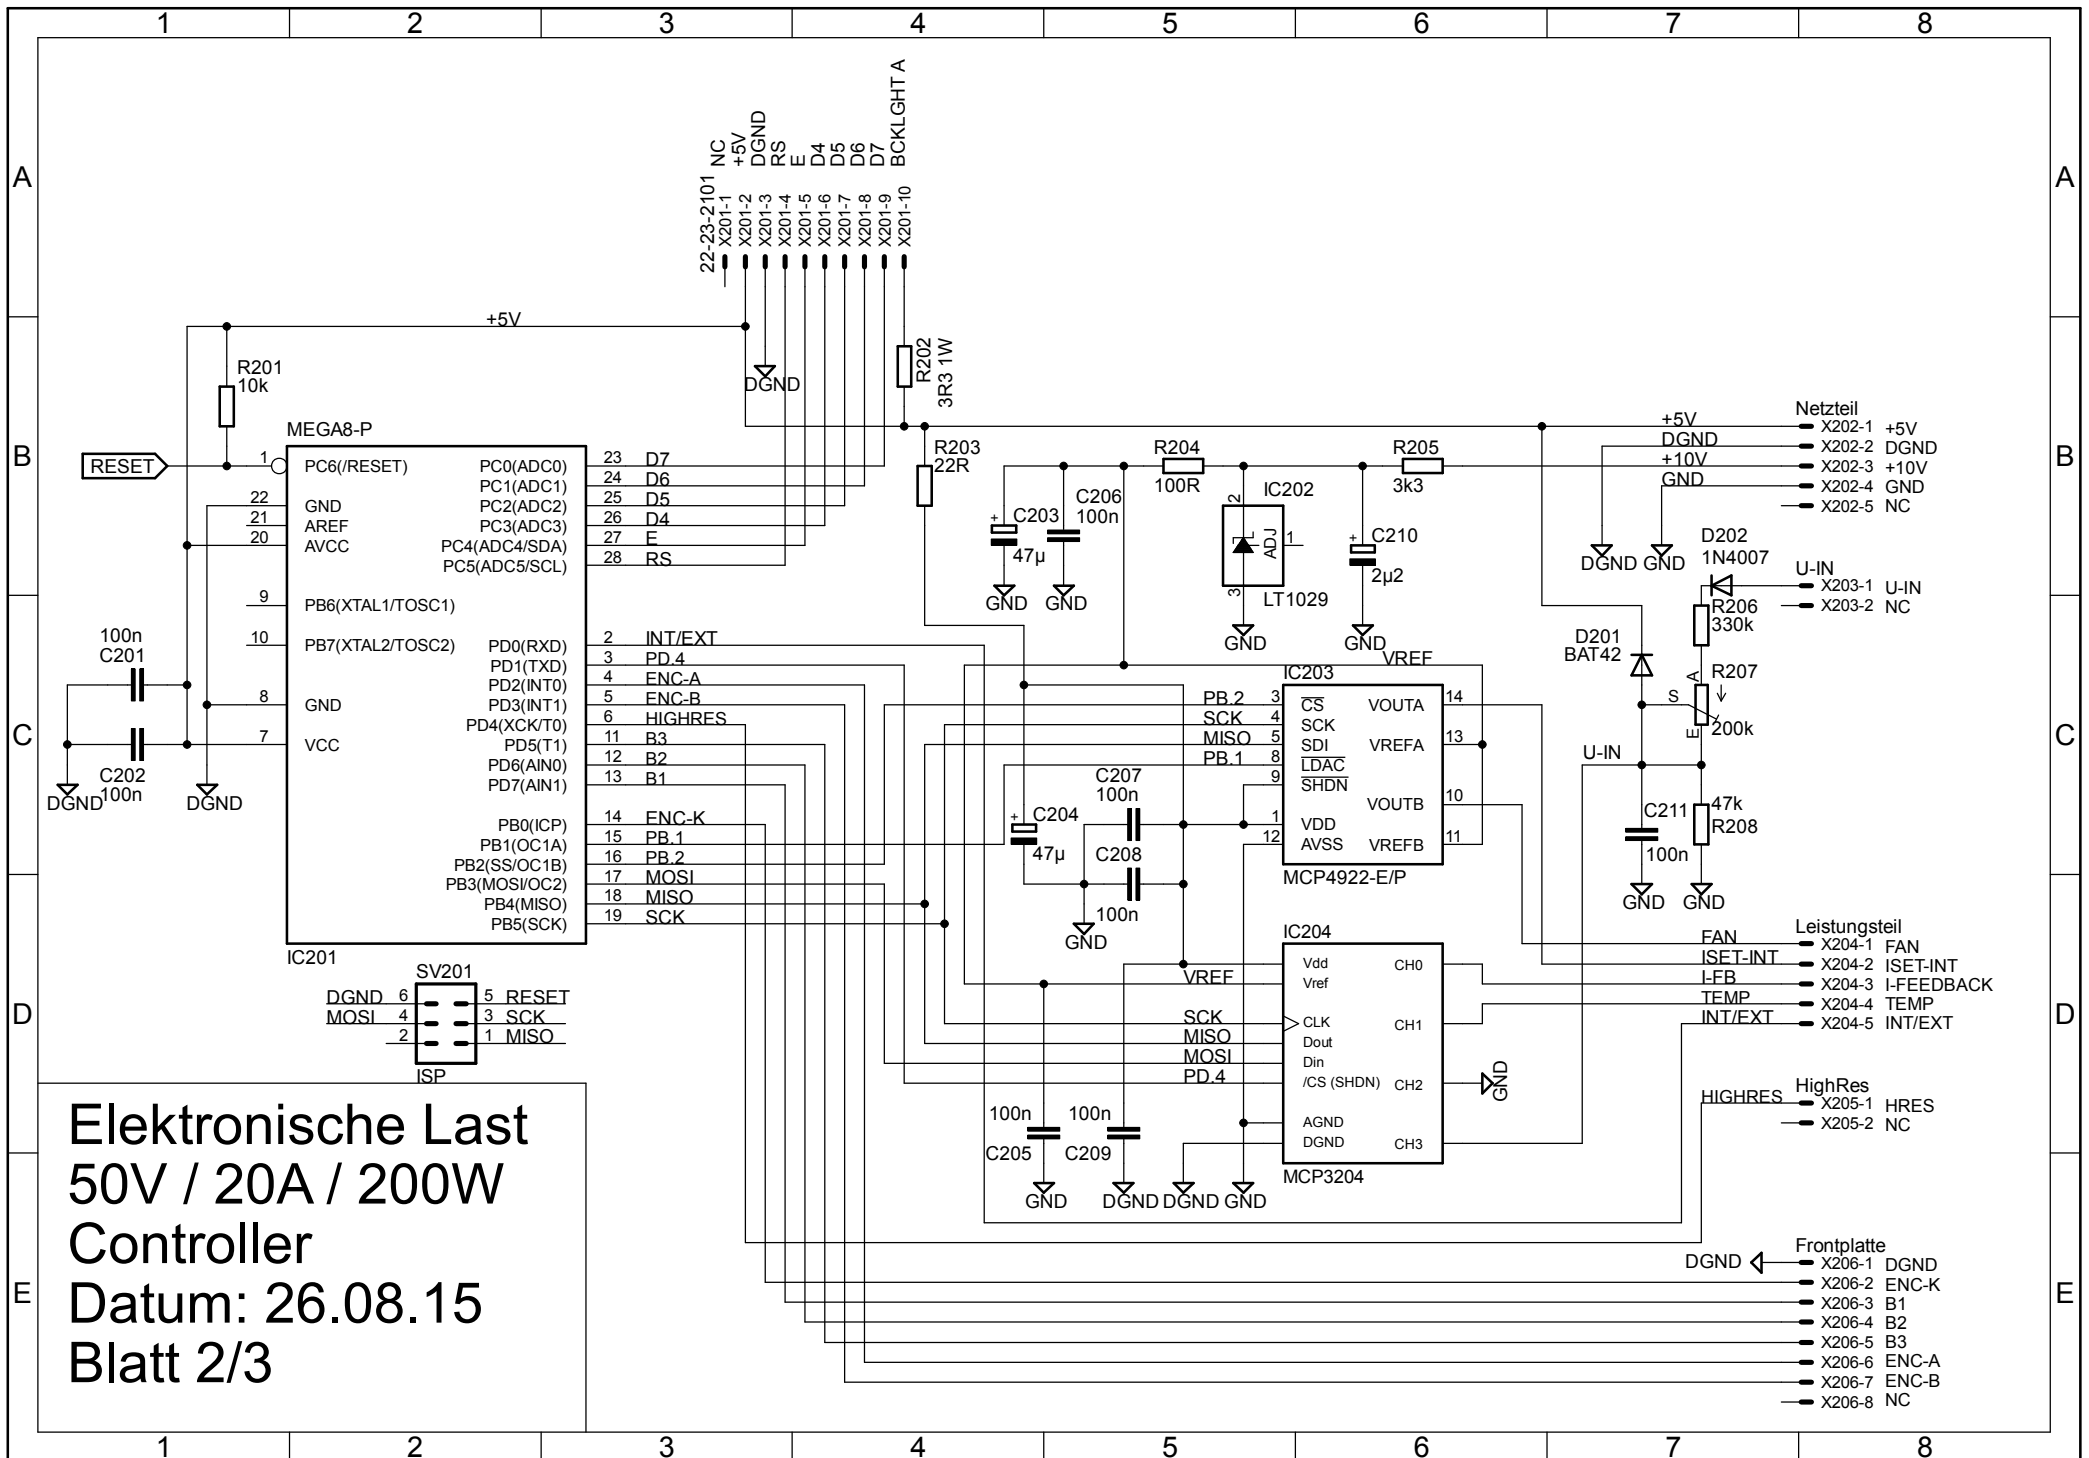 1 2 3 4 5 6 7 8
A
B
C
D
E
A
B
C
D
E
1 2 3 4 5 6 7 8
22-23-2101
X201-1 NC
X201-2 +5V
X201-3 DGND
X201-4 RS
X201-5 E
X201-6 D4
X201-7 D5
X201-8 D6
X201-9 D7
X201-10 BCKLGHT A
+5V
R201
10k
DGND
R202
3R3 1W
RESET
MEGA8-P
1 PC6(/RESET)
22 GND
21 AREF
20 AVCC
9 PB6(XTAL1/TOSC1)
10 PB7(XTAL2/TOSC2)
8 GND
7 VCC
PC0(ADC0) 23 D7
PC1(ADC1) 24 D6
PC2(ADC2) 25 D5
PC3(ADC3) 26 D4
PC4(ADC4/SDA) 27 E
PC5(ADC5/SCL) 28 RS
PD0(RXD) 2 INT/EXT
PD1(TXD) 3 PD.4
PD2(INT0) 4 ENC-A
PD3(INT1) 5 ENC-B
PD4(XCK/T0) 6 HIGHRES
PD5(T1) 11 B3
PD6(AIN0) 12 B2
PD7(AIN1) 13 B1
PB0(ICP) 14 ENC-K
PB1(OC1A) 15 PB.1
PB2(SS/OC1B) 16 PB.2
PB3(MOSI/OC2) 17 MOSI
PB4(MISO) 18 MISO
PB5(SCK) 19 SCK
IC201
100n
C201
C202
100n
DGND
DGND
SV201
DGND 6 5 RESET
MOSI 4 3 SCK
2 1 MISO
ISP
R203
22R
+ C203
47µ
GND
C206
100n
GND
R204
100R
IC202
2
ADJ 1
3
LT1029
GND
R205
3k3
+ C210
2µ2
GND
VREF
+5V
DGND
+10V
GND
DGND GND
Netzteil
X202-1 +5V
X202-2 DGND
X202-3 +10V
X202-4 GND
X202-5 NC
D202
1N4007
U-IN
X203-1 U-IN
X203-2 NC
R206
330k
D201
BAT42
A
S
E
R207
200k
U-IN
C211
100n
47k
R208
GND GND
IC203
PB.2 3 CS
SCK 4 SCK
MISO 5 SDI
PB.1 8 LDAC
9 SHDN
1 VDD
12 AVSS
VOUTA 14
VREFA 13
VOUTB 10
VREFB 11
MCP4922-E/P
C207
100n
C208
100n
+ C204
47µ
GND
IC204
Vdd
VREF Vref
SCK CLK
MISO Dout
MOSI Din
PD.4 /CS (SHDN)
AGND
DGND
CH0
CH1
CH2 GND
CH3
MCP3204
100n
C205
100n
C209
GND DGND DGND GND
Leistungsteil
FAN X204-1 FAN
ISET-INT X204-2 ISET-INT
I-FB X204-3 I-FEEDBACK
TEMP X204-4 TEMP
INT/EXT X204-5 INT/EXT
HighRes
HIGHRES X205-1 HRES
X205-2 NC
Frontplatte
DGND X206-1 DGND
X206-2 ENC-K
X206-3 B1
X206-4 B2
X206-5 B3
X206-6 ENC-A
X206-7 ENC-B
X206-8 NC
Elektronische Last
50V / 20A / 200W
Controller
Datum: 26.08.15
Blatt 2/3